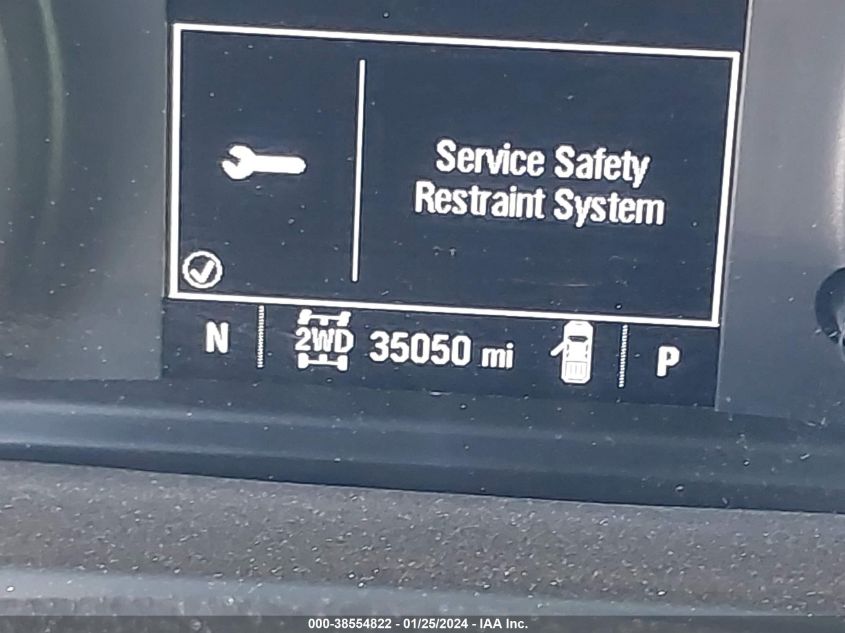 Service Safety
Restraint System
N 2WD 35050 mi P
000-38554822 - 01/25/2024 - IAA Inc.